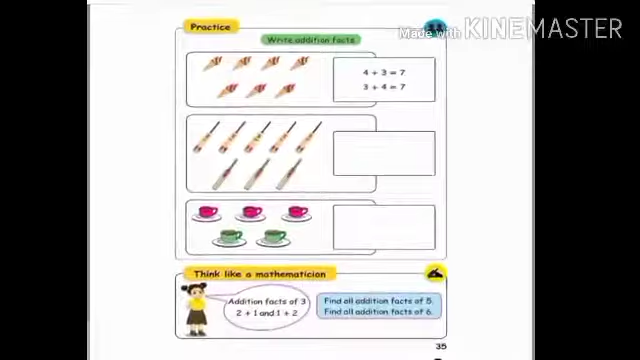 Practice
Made with KINEMASTER
Write addition facts
4 + 3 = 7
3 + 4 = 7
Think like a mathematician
Addition facts of 3
2 + 1 and 1 + 2
Find all addition facts of 5.
Find all addition facts of 6.
35